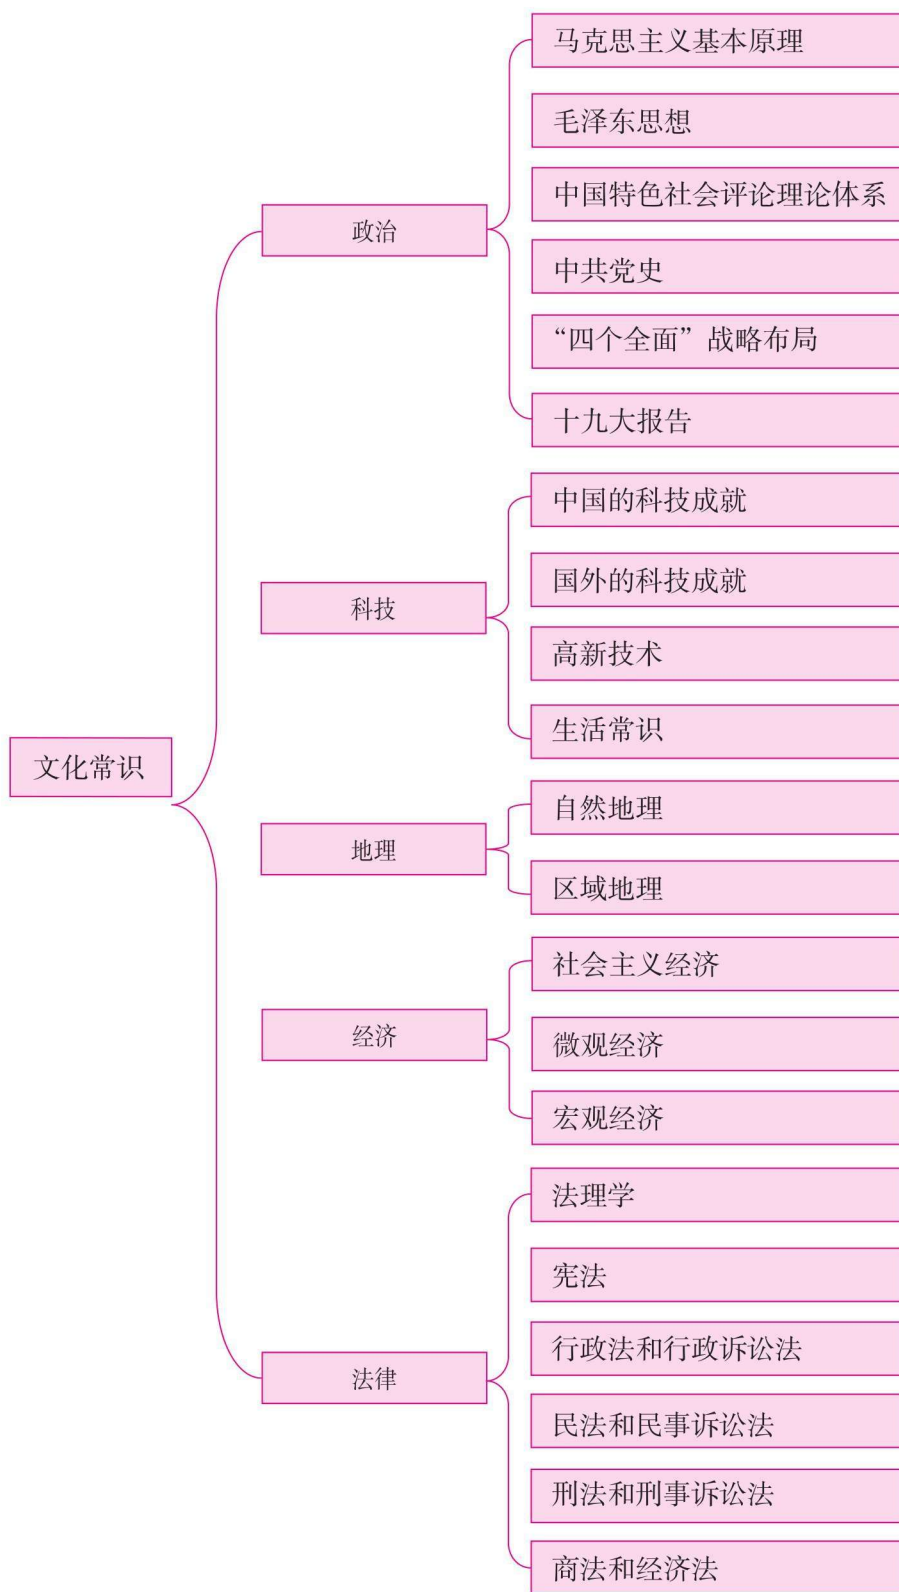 文化常识
政治
马克思主义基本原理
毛泽东思想
中国特色社会评论理论体系
中共党史
“四个全面”战略布局
十九大报告
科技
中国的科技成就
国外的科技成就
高新技术
生活常识
地理
自然地理
区域地理
经济
社会主义经济
微观经济
宏观经济
法律
法理学
宪法
行政法和行政诉讼法
民法和民事诉讼法
刑法和刑事诉讼法
商法和经济法